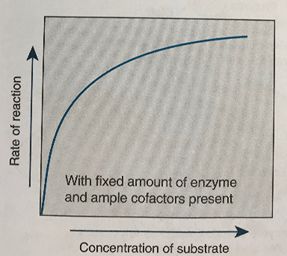 Rate of reaction
With fixed amount of enzyme
and ample cofactors present
Concentration of substrate